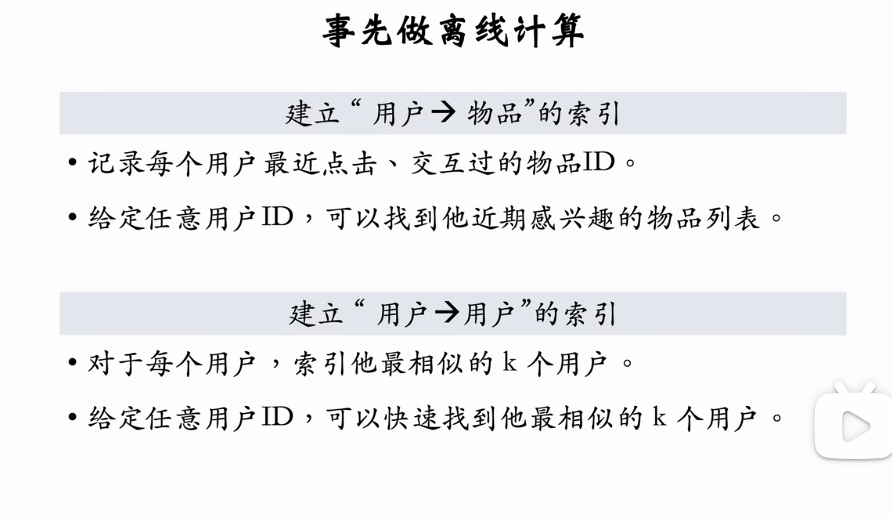 事先做离线计算
建立“用户→ 物品”的索引
• 记录每个用户最近点击、交互过的物品ID。
• 给定任意用户ID，可以找到他近期感兴趣的物品列表。
建立“用户→用户”的索引
• 对于每个用户，索引他最相似的 k 个用户。
• 给定任意用户ID，可以快速找到他最相似的 k 个用户。